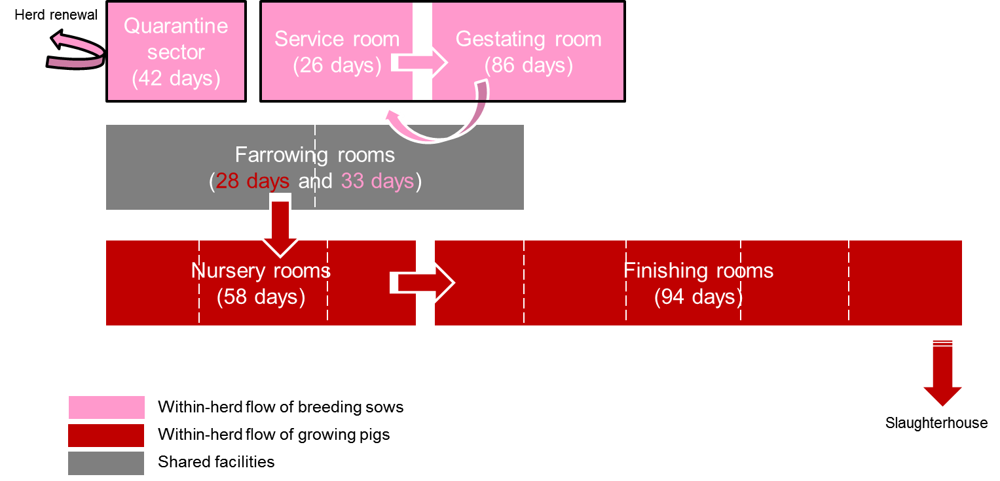 Herd renewal
Quarantine
sector
(42 days)
Service room
(26 days)
Gestating room
(86 days)
Farrowing rooms
(28 days and 33 days)
Nursery rooms
(58 days)
Finishing rooms
(94 days)
Within-herd flow of breeding sows
Within-herd flow of growing pigs
Shared facilities
Slaughterhouse